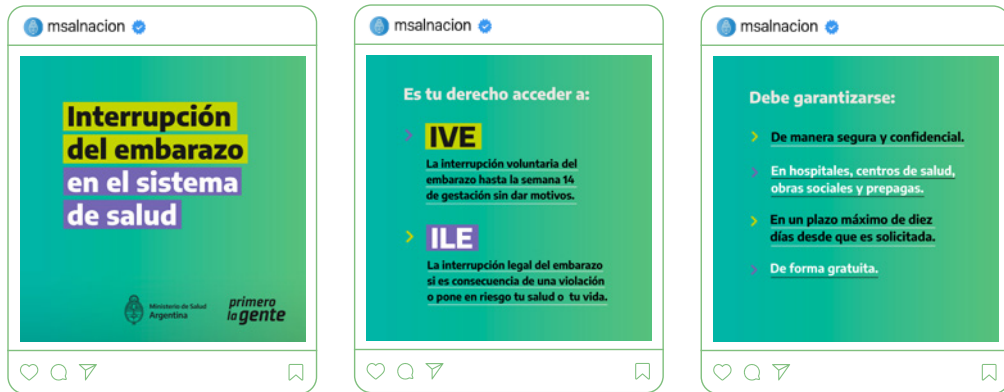 msalnacion
Interrupción
del embarazo
en el sistema
de salud
Ministerio de Salud
Argentina
primero
la gente
msalnacion
Es tu derecho acceder a:
IVE
La interrupción voluntaria del
embarazo hasta la semana 14
de gestación sin dar motivos.
ILE
La interrupción legal del embarazo
si es consecuencia de una violación
o pone en riesgo tu salud o tu vida.
msalnacion
Debe garantizarse:
De manera segura y confidencial.
En hospitales, centros de salud,
obras sociales y prepagas.
En un plazo máximo de diez
días desde que es solicitada.
De forma gratuita.